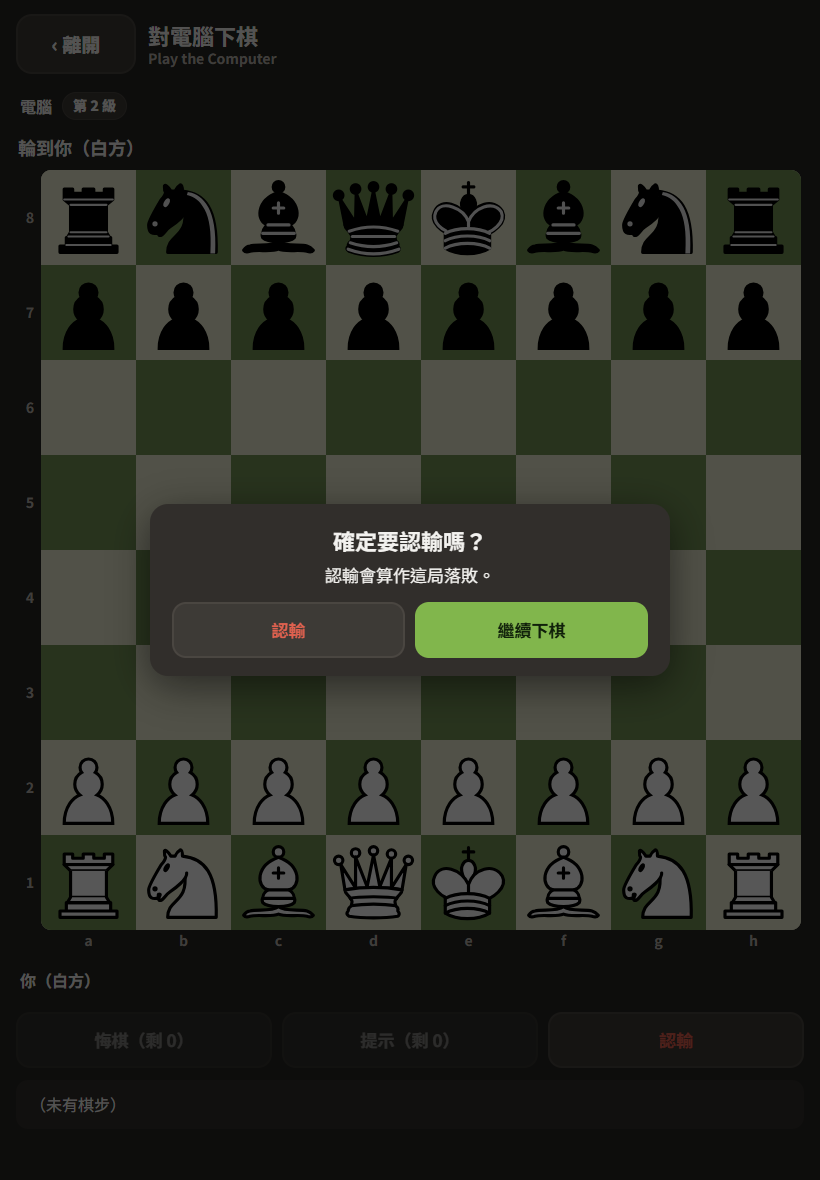 ‹ 離開
對電腦下棋
Play the Computer
電腦 第 2 級
輪到你（白方）
8
7
6
5
4
3
2
1
確定要認輸嗎？
認輸會算作這局落敗。
認輸 繼續下棋
a b c d e f g h
你（白方）
悔棋（剩 0） 提示（剩 0） 認輸
（未有棋步）